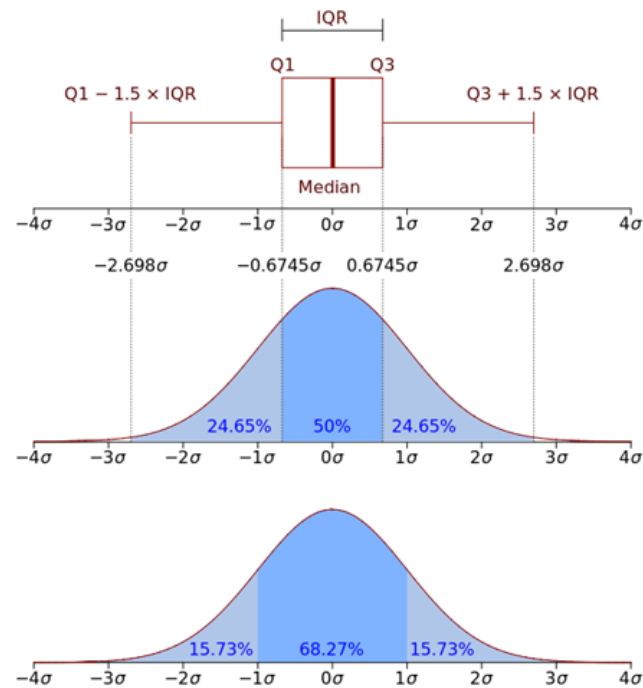 IQR
Q1 Q3
Q1 − 1.5 × IQR Q3 + 1.5 × IQR
Median
−4σ −3σ −2σ −1σ 0σ 1σ 2σ 3σ 4σ
−2.698σ −0.6745σ 0.6745σ 2.698σ
24.65% 50% 24.65%
−4σ −3σ −2σ −1σ 0σ 1σ 2σ 3σ 4σ
15.73% 68.27% 15.73%
−4σ −3σ −2σ −1σ 0σ 1σ 2σ 3σ 4σ